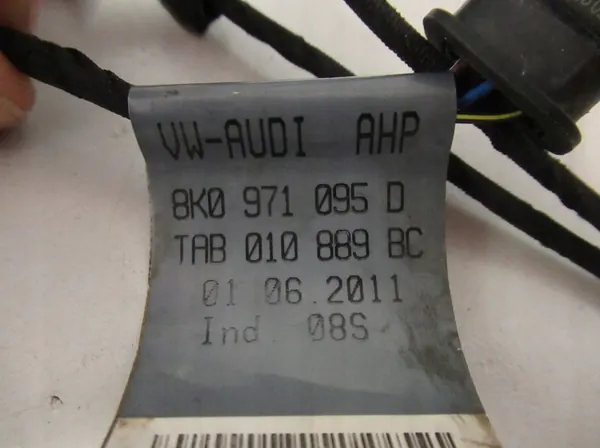 VW-AUDI AHP
8K0 971 095 D
TAB 010 889 BC
01 06.2011
Ind. 08S